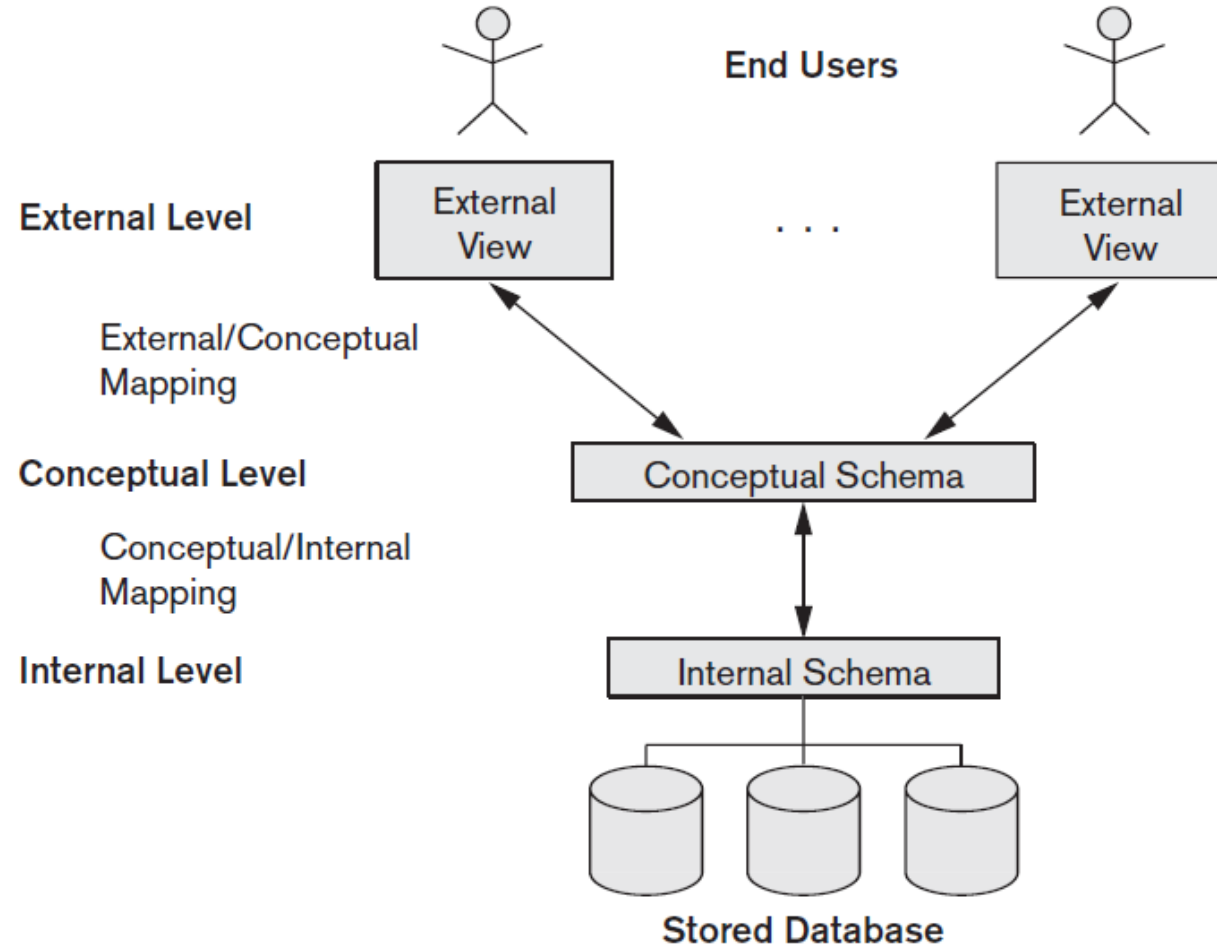 End Users
External Level
External
View
. . .
External
View
External/Conceptual
Mapping
Conceptual Level
Conceptual Schema
Conceptual/Internal
Mapping
Internal Level
Internal Schema
Stored Database